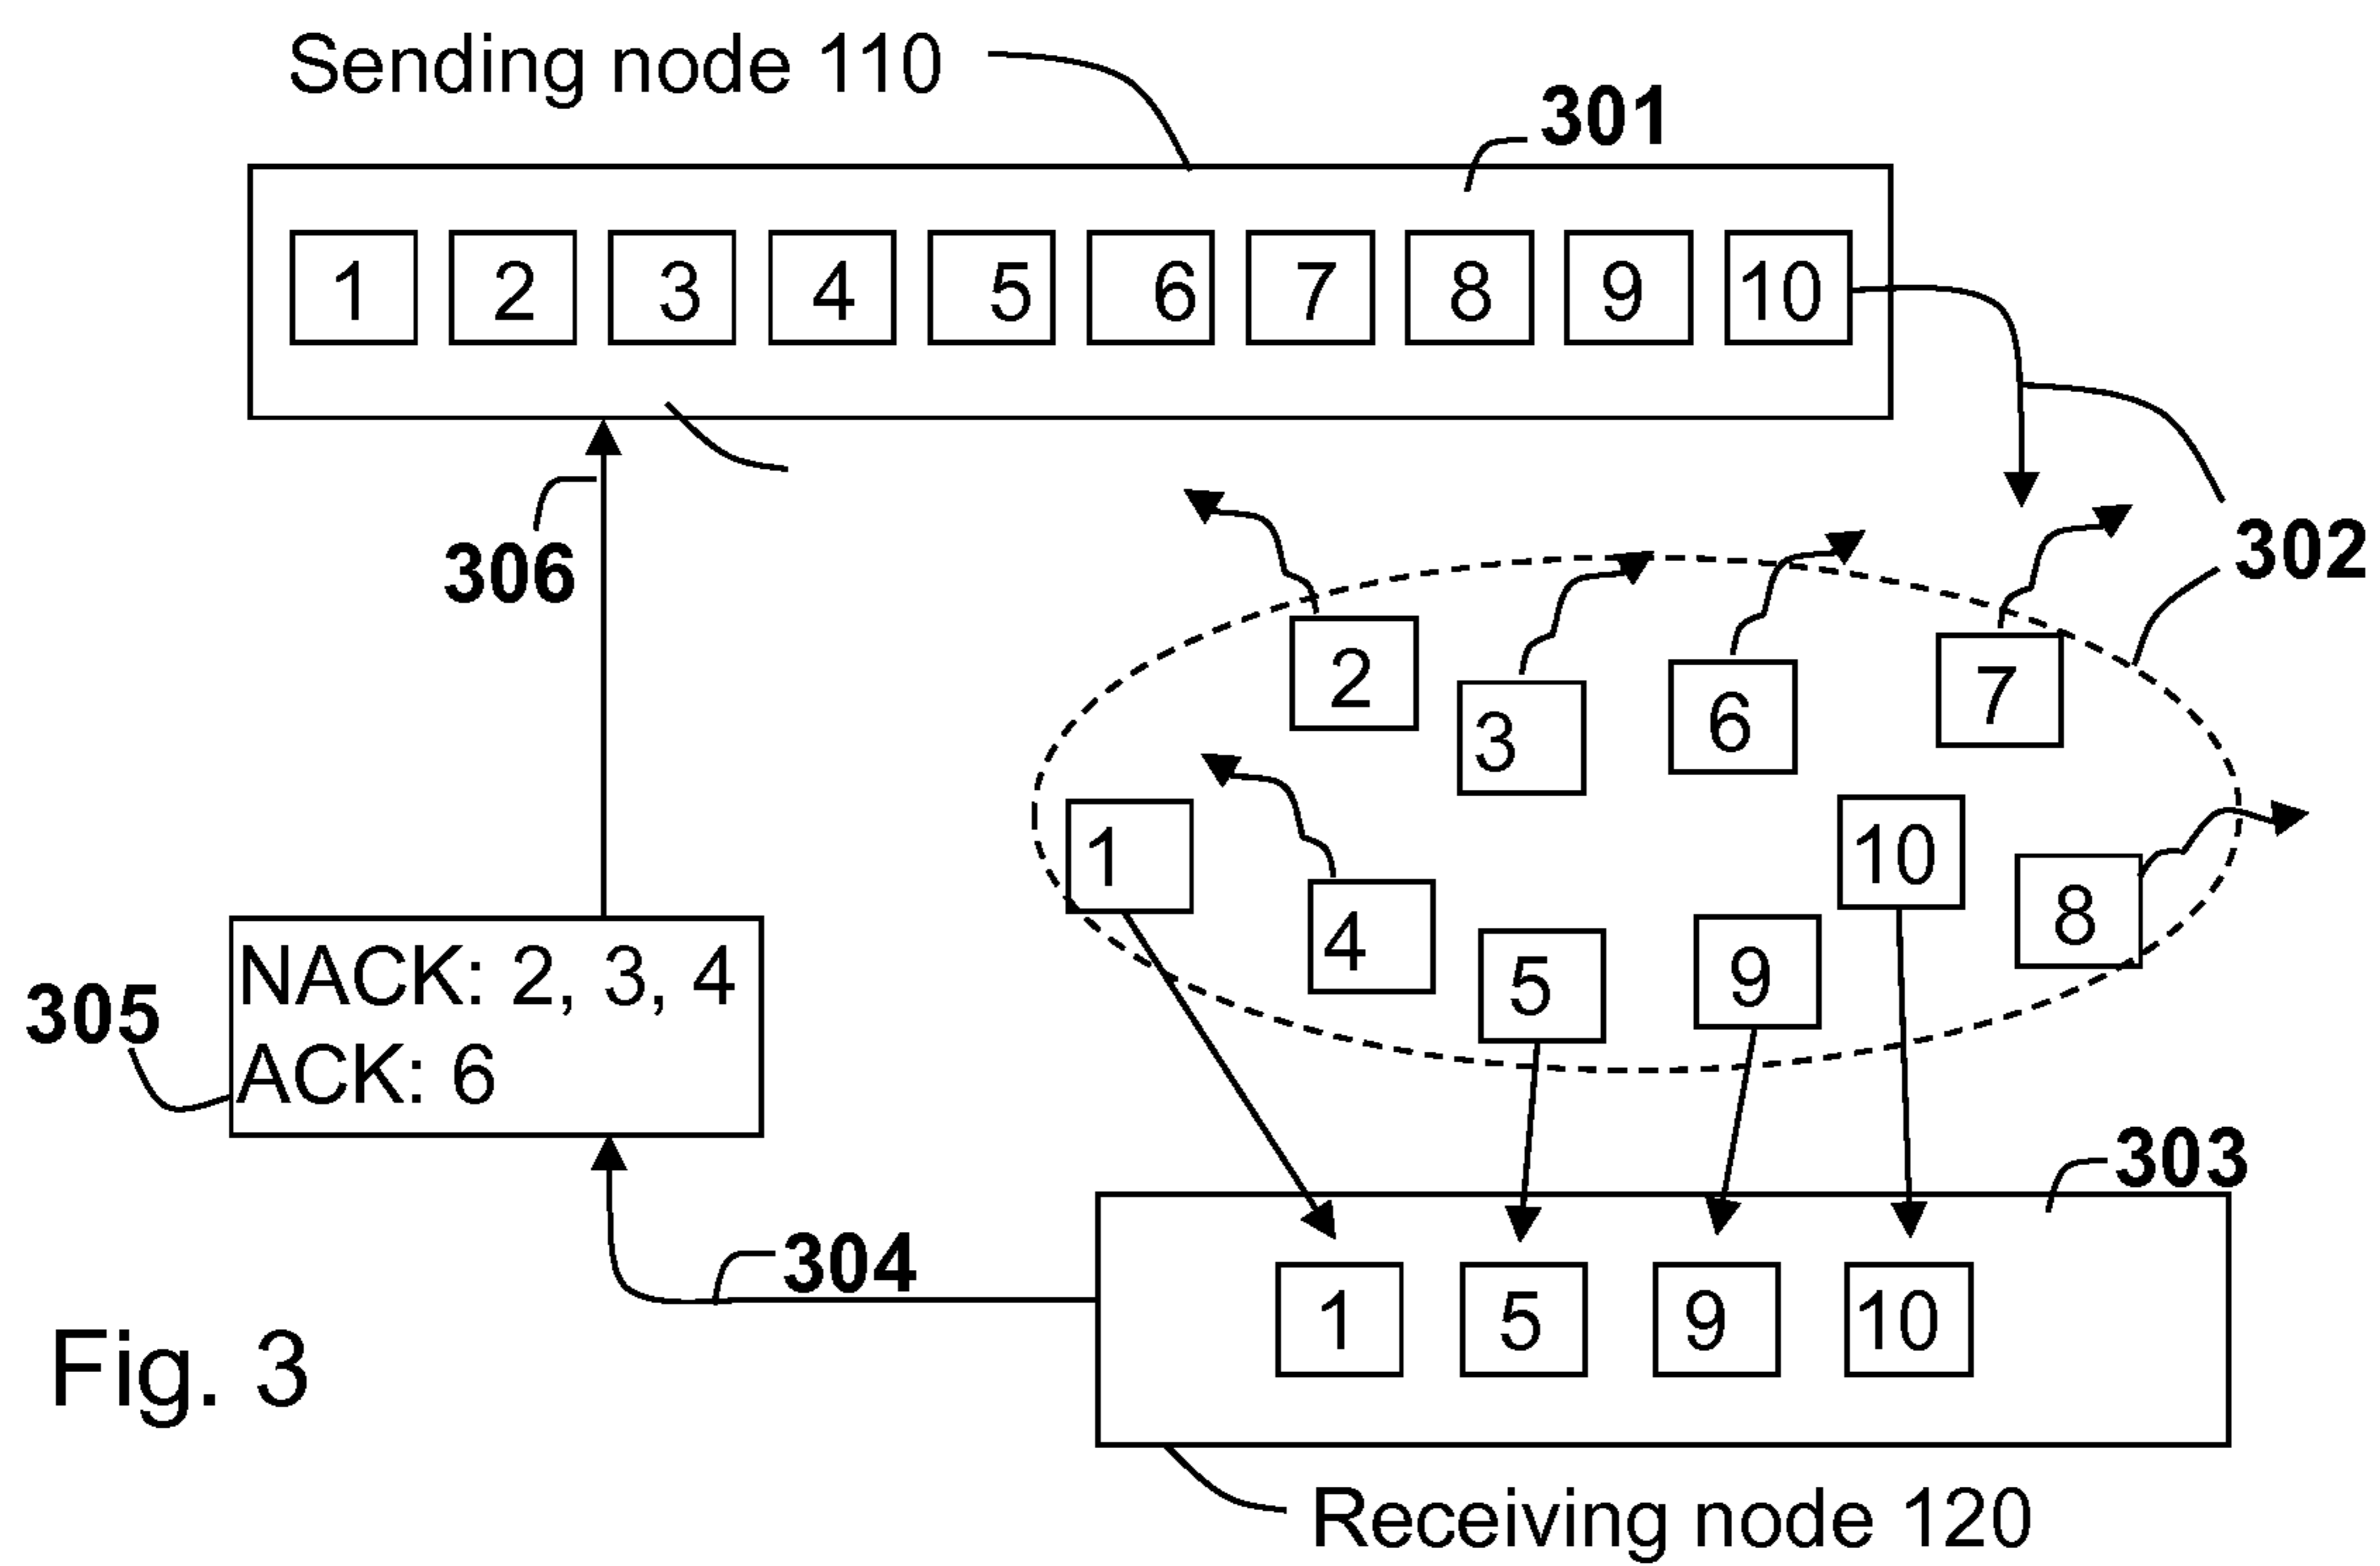 Sending node 110
301
1 2 3 4 5 6 7 8 9 10
306
302
2
3
6
7
1
4
10
8
5
9
NACK: 2, 3, 4
ACK: 6
305
303
304
1 5 9 10
Fig. 3
Receiving node 120